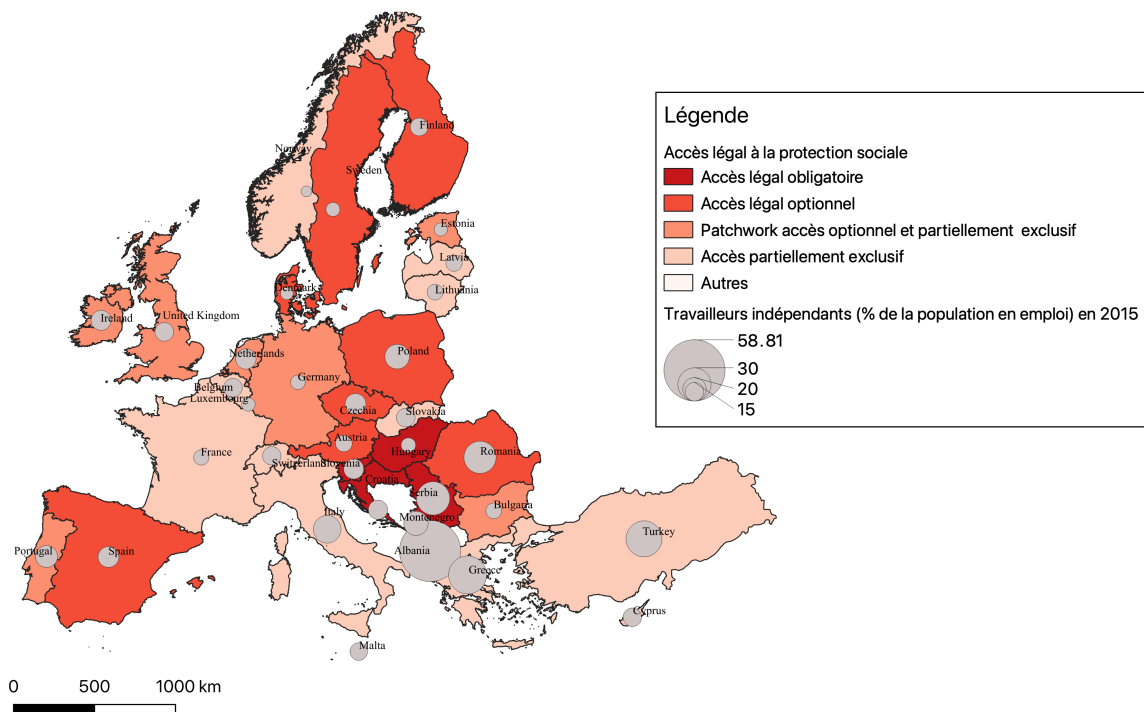 Légende
Accès légal à la protection sociale
Accès légal obligatoire
Accès légal optionnel
Patchwork accès optionnel et partiellement exclusif
Accès partiellement exclusif
Autres
Travailleurs indépendants (% de la population en emploi) en 2015
58.81
30
20
15
Finland
Norway
Sweden
Estonia
Latvia
Lithuania
Denmark
Ireland
United Kingdom
Netherlands
Poland
Germany
Belgium
Luxembourg
Czechia
Slovakia
Austria
France
Hungary
Romania
Switzerland
Slovenia
Croatia
Serbia
Bulgaria
Italy
Montenegro
Turkey
Portugal
Spain
Albania
Greece
Cyprus
Malta
0 500 1000 km